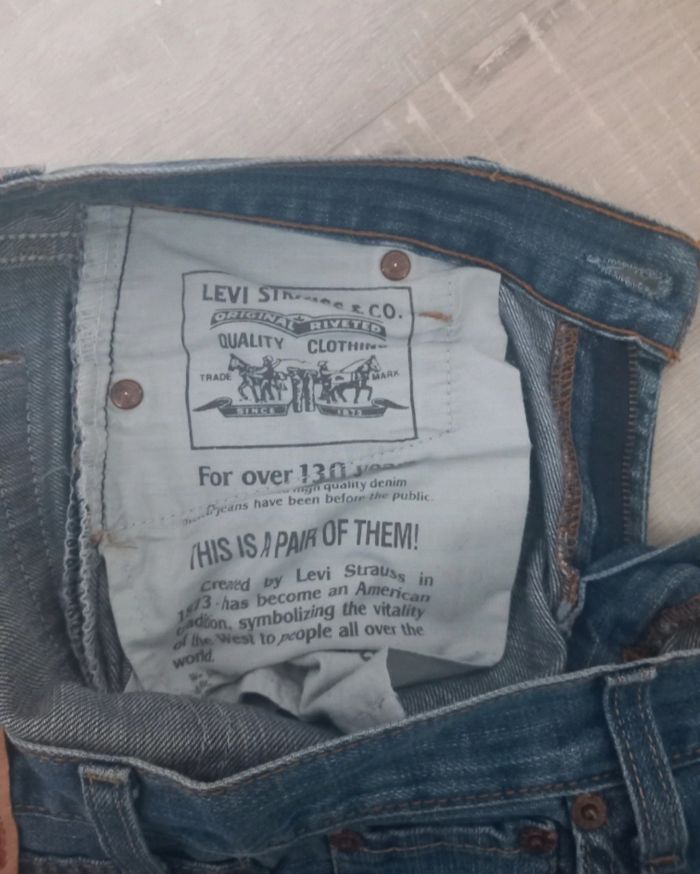 LEVI & CO.
ORIGINAL RIVETED
QUALITY CLOTHING
TRADE MARK
SINCE 1873
For over 130
quality denim
jeans have been before the public.
THIS IS A PAIR OF THEM!
Created by Levi Strauss in
has become an American
symbolizing the vitality
of the West to people all over the
world.